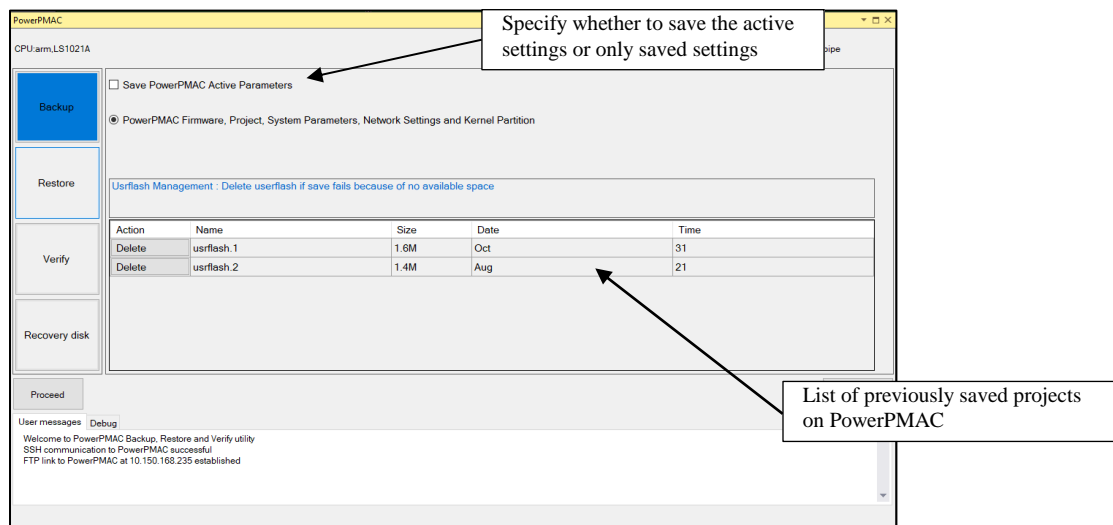 PowerPMAC
Specify whether to save the active
settings or only saved settings
CPU:arm,LS1021A
pipe
Backup
Save PowerPMAC Active Parameters
PowerPMAC Firmware, Project, System Parameters, Network Settings and Kernel Partition
Restore
Usrflash Management : Delete userflash if save fails because of no available space
Action Name Size Date Time
Delete usrflash.1 1.6M Oct 31
Delete usrflash.2 1.4M Aug 21
Verify
Recovery disk
Proceed
List of previously saved projects
on PowerPMAC
User messages Debug
Welcome to PowerPMAC Backup, Restore and Verify utility
SSH communication to PowerPMAC successful
FTP link to PowerPMAC at 10.150.168.235 established